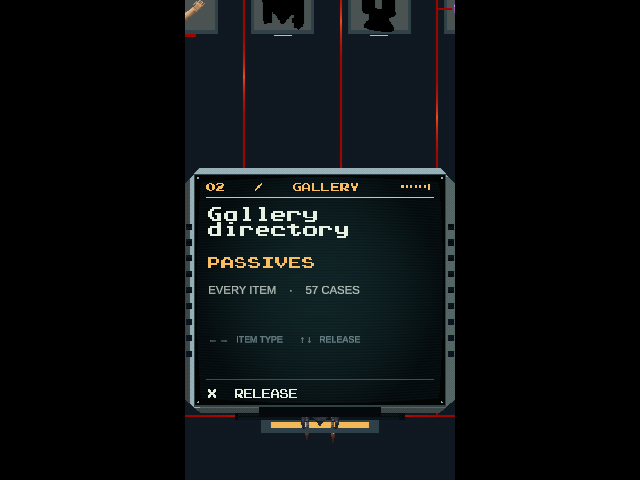 02 GALLERY
Gallery
directory
PASSIVES
EVERY ITEM · 57 CASES
← → ITEM TYPE ↑↓ RELEASE
X RELEASE